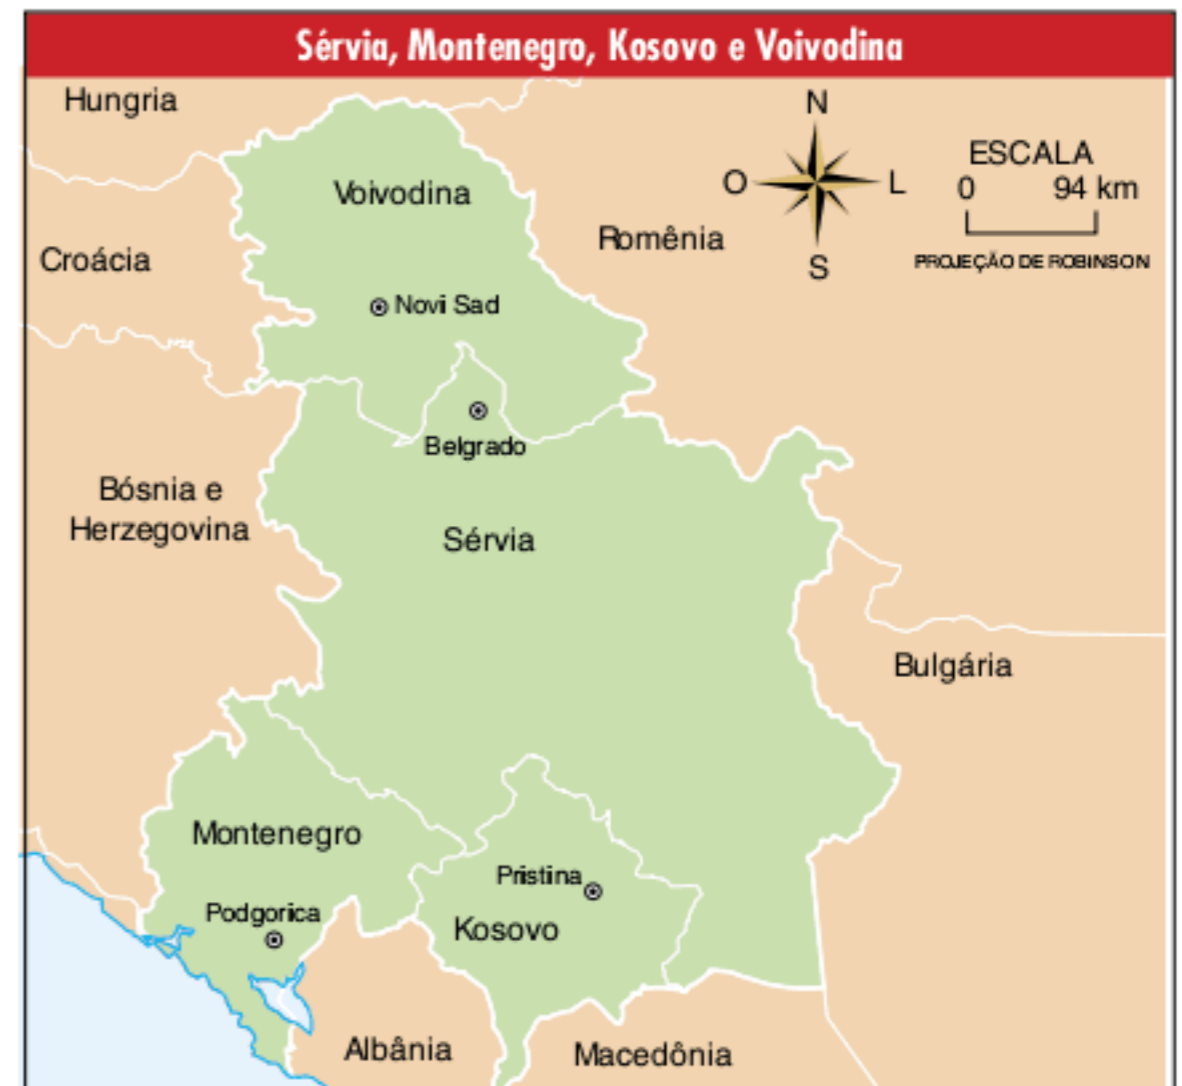 Sérvia, Montenegro, Kosovo e Voivodina
Hungria
N
ESCALA
0 94 km
O L
S
PROJEÇÃO DE ROBINSON
Voivodina
Romênia
Croácia
Novi Sad
Belgrado
Bósnia e
Herzegovina
Sérvia
Bulgária
Montenegro
Pristina
Podgorica
Kosovo
Albânia
Macedônia